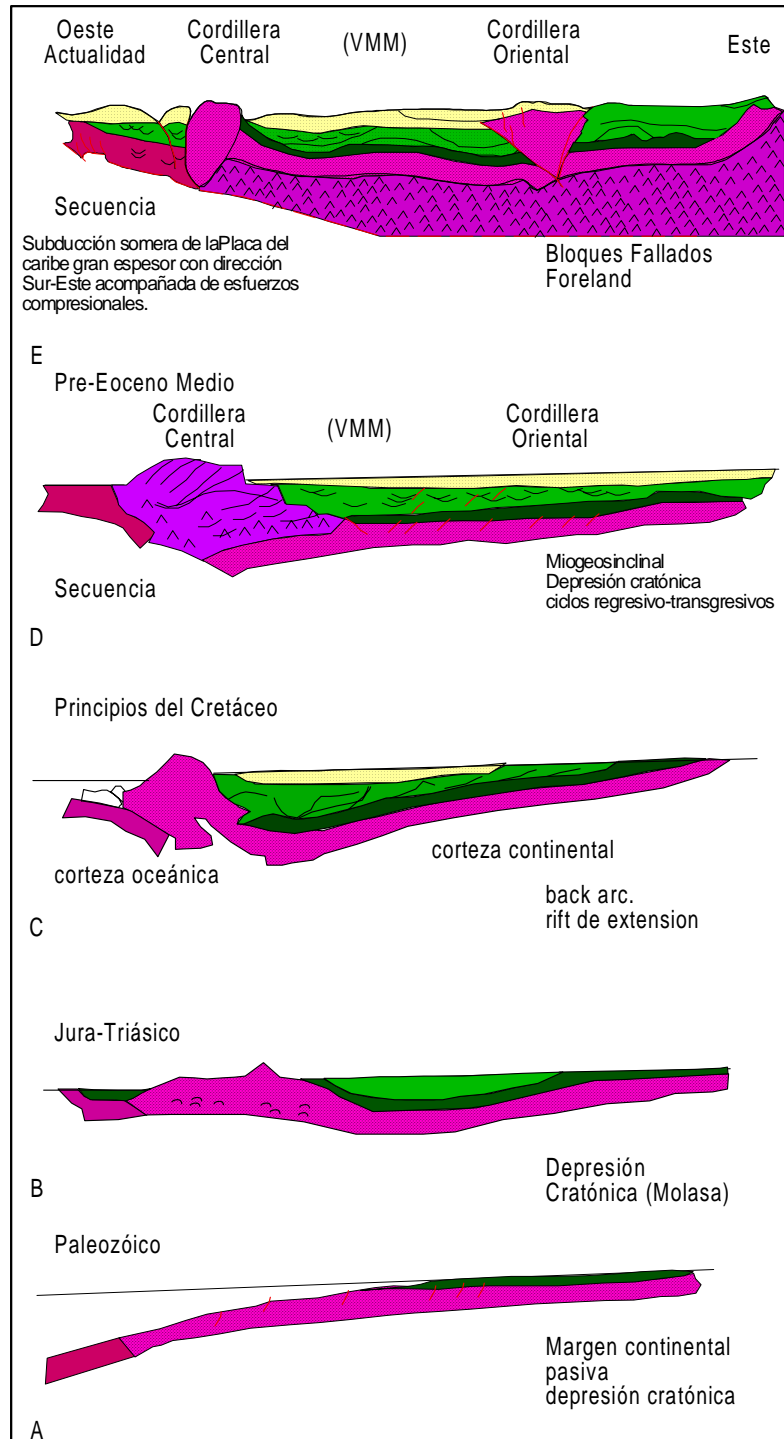 Oeste
Actualidad
Cordillera
Central
(VMM)
Cordillera
Oriental
Este
Secuencia
Subducción somera de laPlaca del
caribe gran espesor con dirección
Sur-Este acompañada de esfuerzos
compresionales.
Bloques Fallados
Foreland
E
Pre-Eoceno Medio
Cordillera
Central
(VMM)
Cordillera
Oriental
Secuencia
Miogeosinclinal
Depresión cratónica
ciclos regresivo-transgresivos
D
Principios del Cretáceo
corteza oceánica
corteza continental
back arc.
rift de extension
C
Jura-Triásico
Depresión
Cratónica (Molasa)
B
Paleozóico
Margen continental
pasiva
depresión cratónica
A